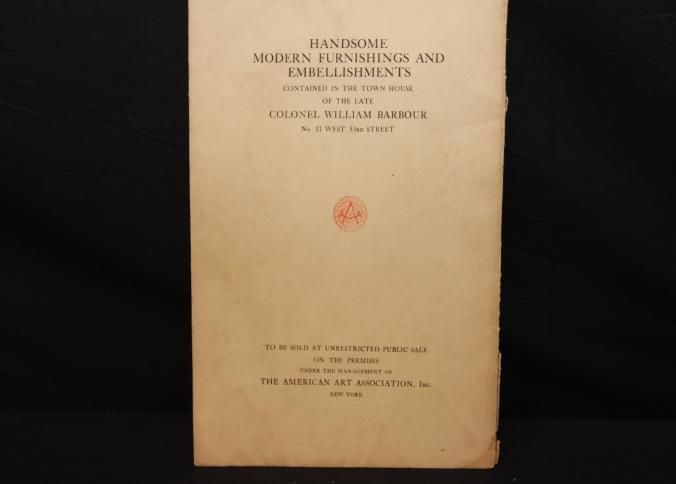 HANDSOME
MODERN FURNISHINGS AND
EMBELLISHMENTS
CONTAINED IN THE TOWN HOUSE
OF THE LATE
COLONEL WILLIAM BARBOUR
No. 11 WEST 53RD STREET
AAA
TO BE SOLD AT UNRESTRICTED PUBLIC SALE
ON THE PREMISES
UNDER THE MANAGEMENT OF
THE AMERICAN ART ASSOCIATION, Inc.
NEW YORK